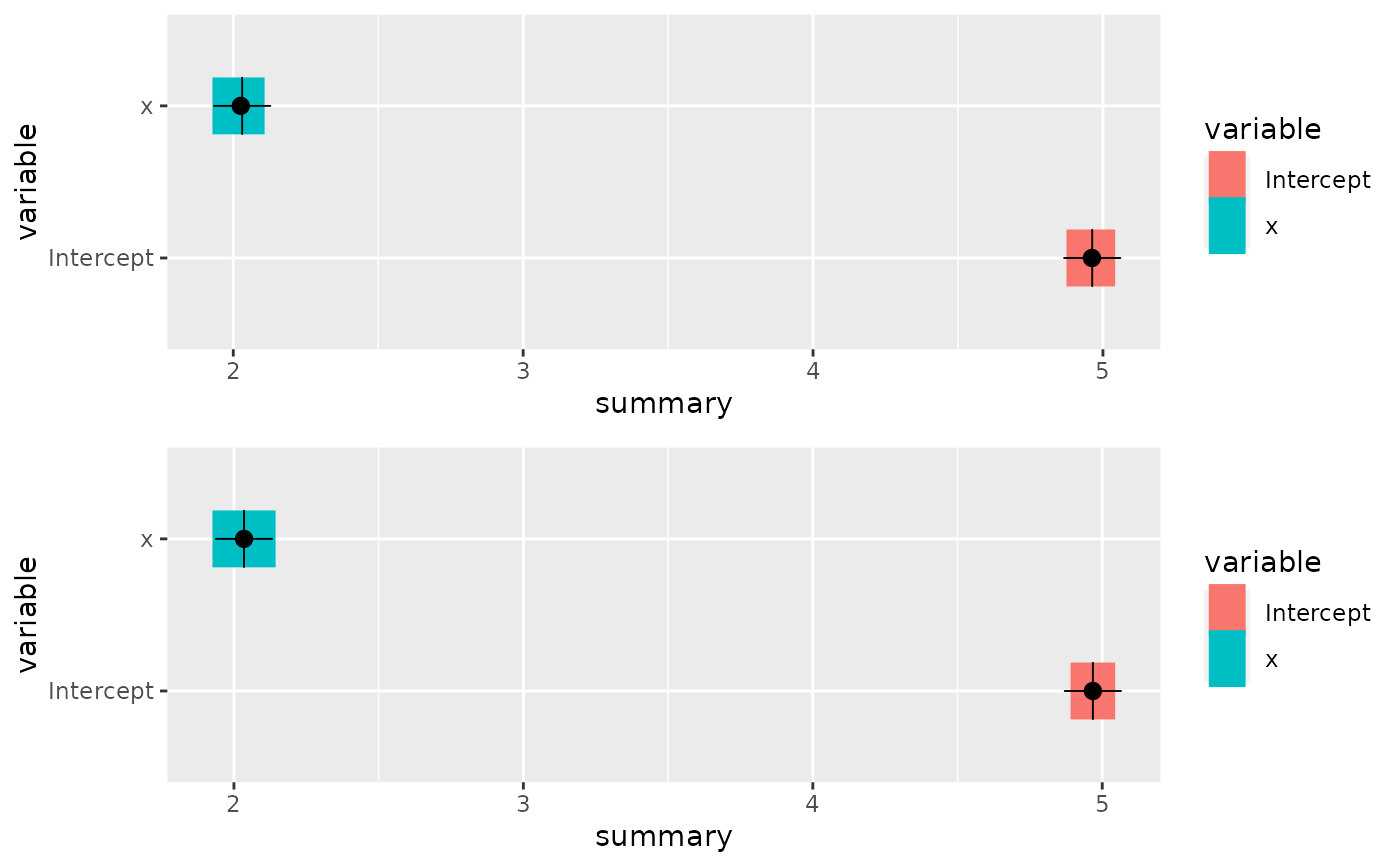 variable
x
Intercept
2 3 4 5
summary
variable
Intercept
x
variable
x
Intercept
2 3 4 5
summary
variable
Intercept
x